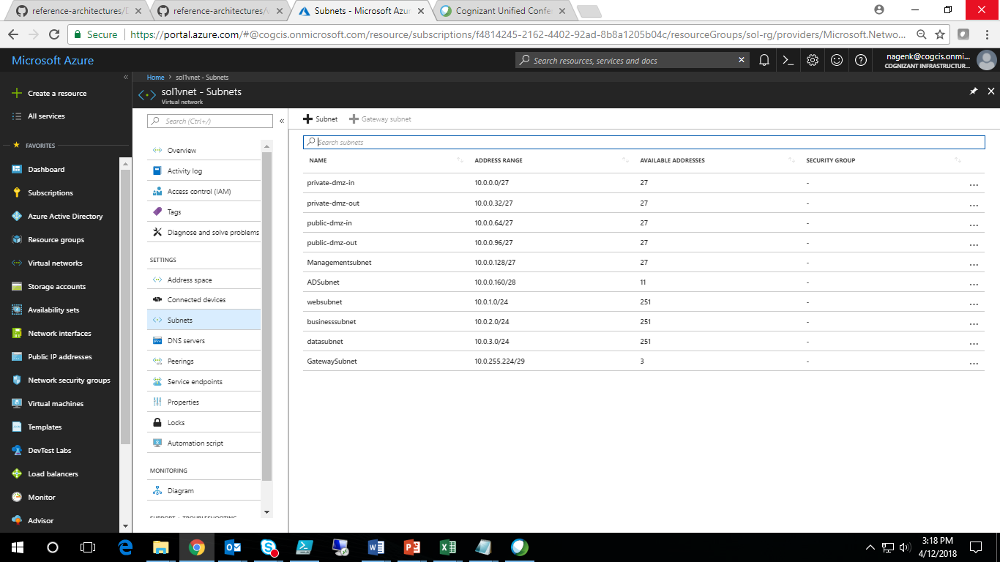 reference-architectures/D
reference-architectures/v
Subnets - Microsoft Azu
Cognizant Unified Confe
Secure
https://portal.azure.com/#@cogcis.onmicrosoft.com/resource/subscriptions/f4814245-2162-4402-92ad-8b8a1205b04c/resourceGroups/sol-rg/providers/Microsoft.Netwo...
Microsoft Azure
Search resources, services and docs
nagenk@cogcis.onmi...
COGNIZANT INFRASTRUCTUR...
Home > sol1vnet - Subnets
sol1vnet - Subnets
Virtual network
Create a resource
All services
FAVORITES
Dashboard
Subscriptions
Azure Active Directory
Resource groups
Virtual networks
Storage accounts
Availability sets
Network interfaces
Public IP addresses
Network security groups
Virtual machines
Templates
DevTest Labs
Load balancers
Monitor
Advisor
Search (Ctrl+/)
Overview
Activity log
Access control (IAM)
Tags
Diagnose and solve problems
SETTINGS
Address space
Connected devices
Subnets
DNS servers
Peerings
Service endpoints
Properties
Locks
Automation script
MONITORING
Diagram
SUPPORT + TROUBLESHOOTING
Subnet
Gateway subnet
Search subnets
NAME ADDRESS RANGE AVAILABLE ADDRESSES SECURITY GROUP
private-dmz-in 10.0.0.0/27 27 - ...
private-dmz-out 10.0.0.32/27 27 - ...
public-dmz-in 10.0.0.64/27 27 - ...
public-dmz-out 10.0.0.96/27 27 - ...
Managementsubnet 10.0.0.128/27 27 - ...
ADSubnet 10.0.0.160/28 11 - ...
websubnet 10.0.1.0/24 251 - ...
businesssubnet 10.0.2.0/24 251 - ...
datasubnet 10.0.3.0/24 251 - ...
GatewaySubnet 10.0.255.224/29 3 - ...
3:18 PM
4/12/2018